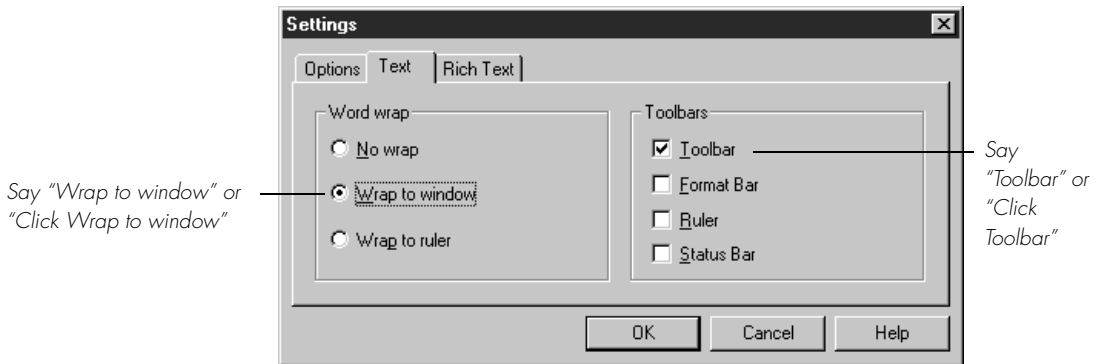 Settings
Options Text Rich Text
Word wrap
No wrap
Wrap to window
Wrap to ruler
Toolbars
Toolbar
Format Bar
Ruler
Status Bar
OK Cancel Help
Say “Wrap to window” or
“Click Wrap to window”
Say
“Toolbar” or
“Click
Toolbar”